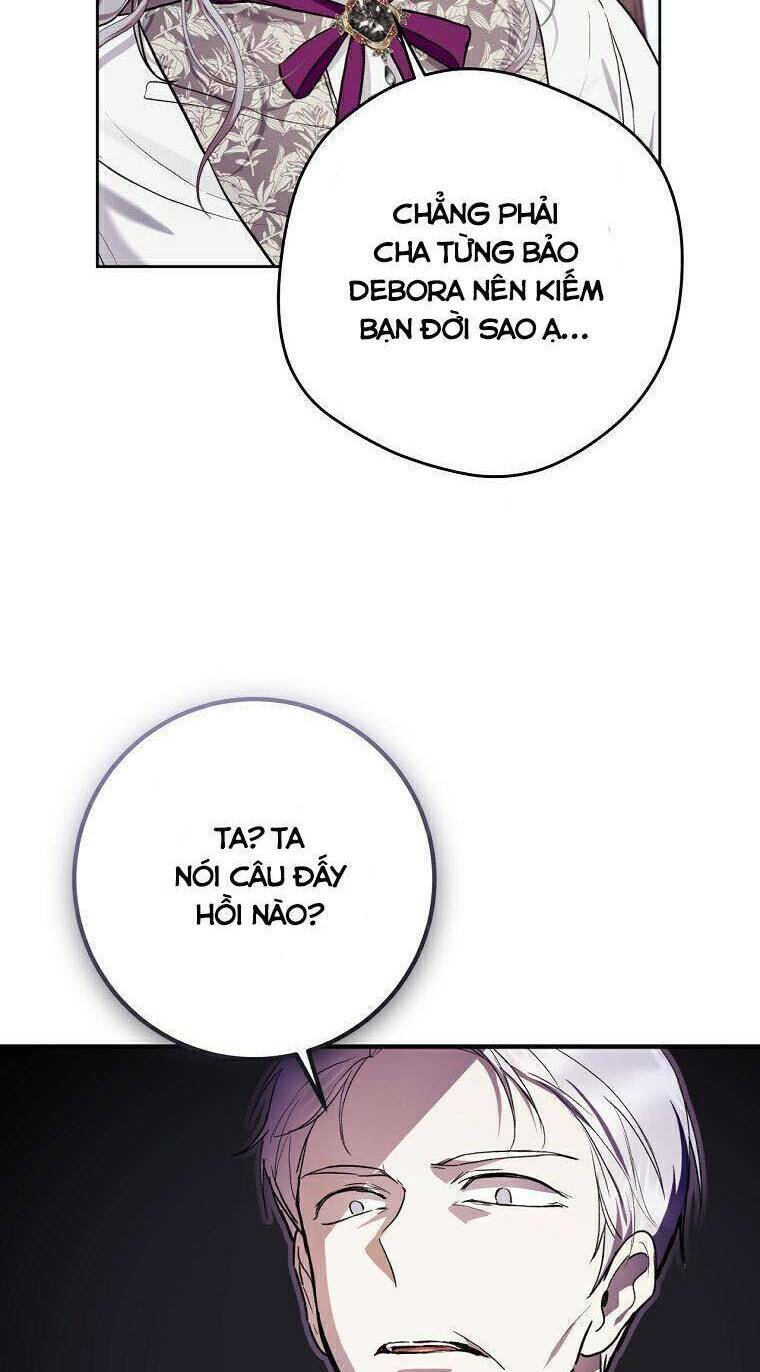 CHẲNG PHẢI
CHA TỪNG BẢO
DEBORA NÊN KIẾM
BẠN ĐỜI SAO Ạ...
TA? TA
NÓI CÂU ĐẤY
HỒI NÀO?